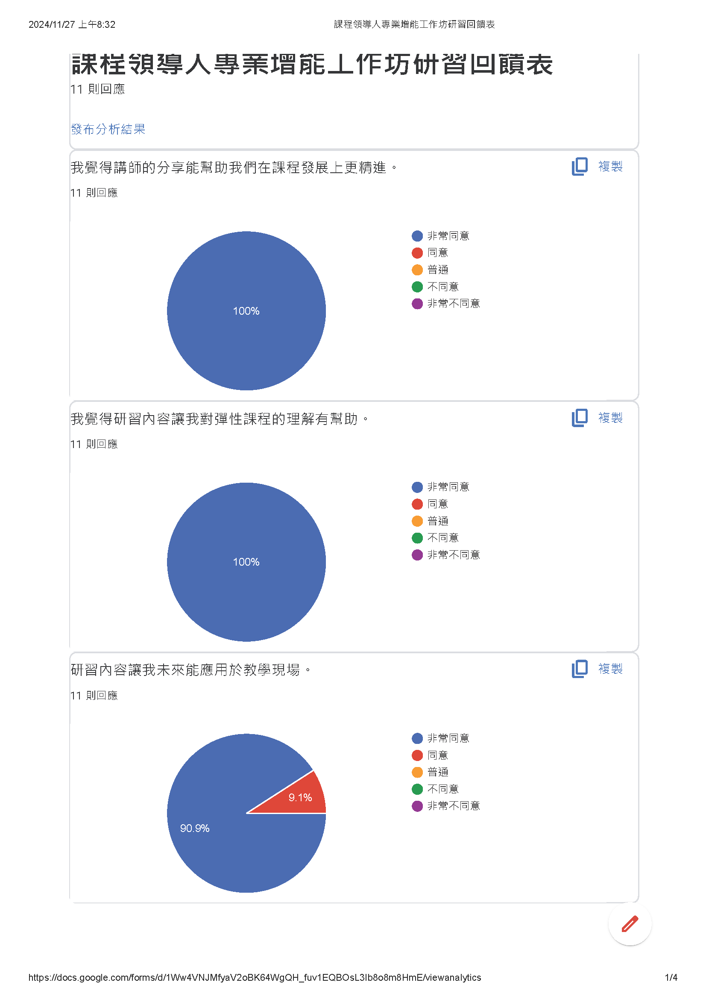 2024/11/27 上午8:32
課程領導人專業增能工作坊研習回饋表
課程領導人專業增能工作坊研習回饋表
11 則回應
發布分析結果
我覺得講師的分享能幫助我們在課程發展上更精進。
複製
11 則回應
非常同意
同意
普通
不同意
非常不同意
100%
我覺得研習內容讓我對彈性課程的理解有幫助。
複製
11 則回應
非常同意
同意
普通
不同意
非常不同意
100%
研習內容讓我未來能應用於教學現場。
複製
11 則回應
非常同意
同意
普通
不同意
非常不同意
9.1%
90.9%
https://docs.google.com/forms/d/1Ww4VNJMfyaV2oBK64WgQH_fuv1EQBOsL3Ib8o8m8HmE/viewanalytics
1/4